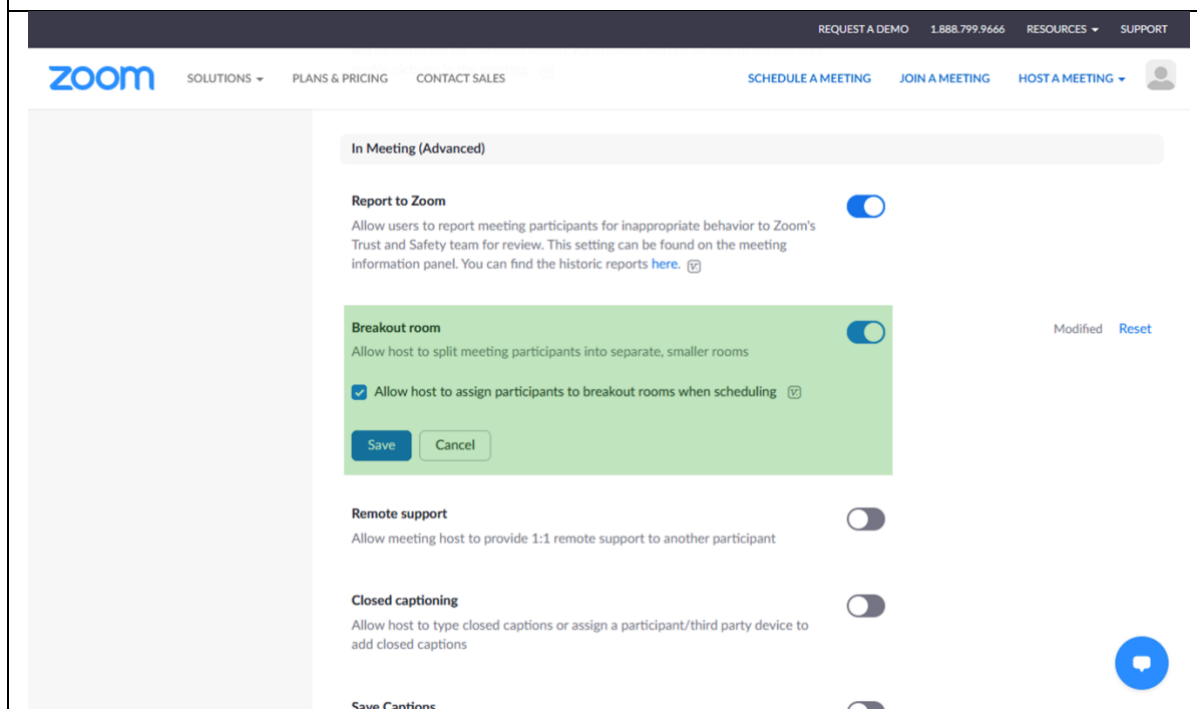 REQUEST A DEMO 1.888.799.9666 RESOURCES SUPPORT
zoom SOLUTIONS PLANS & PRICING CONTACT SALES SCHEDULE A MEETING JOIN A MEETING HOST A MEETING
In Meeting (Advanced)
Report to Zoom
Allow users to report meeting participants for inappropriate behavior to Zoom's
Trust and Safety team for review. This setting can be found on the meeting
information panel. You can find the historic reports here.
Breakout room
Modified Reset
Allow host to split meeting participants into separate, smaller rooms
Allow host to assign participants to breakout rooms when scheduling
Save Cancel
Remote support
Allow meeting host to provide 1:1 remote support to another participant
Closed captioning
Allow host to type closed captions or assign a participant/third party device to
add closed captions
Save Captions